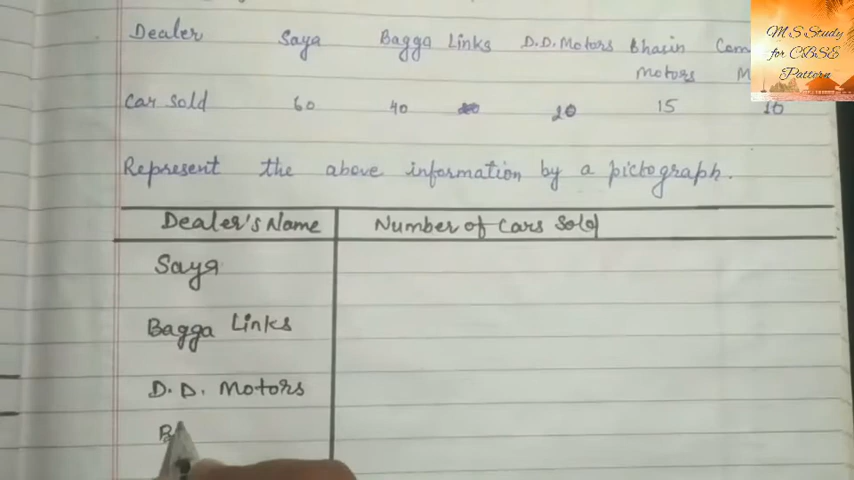 Dealer Saya Bagga Links D.D. Motors Bhasin
Motors
Car sold 60 40 20 15
Represent the above information by a pictograph.
Dealer's Name Number of Cars Sold
Saya
Bagga Links
D. D. Motors
B
M S Study
for CBSE
Pattern